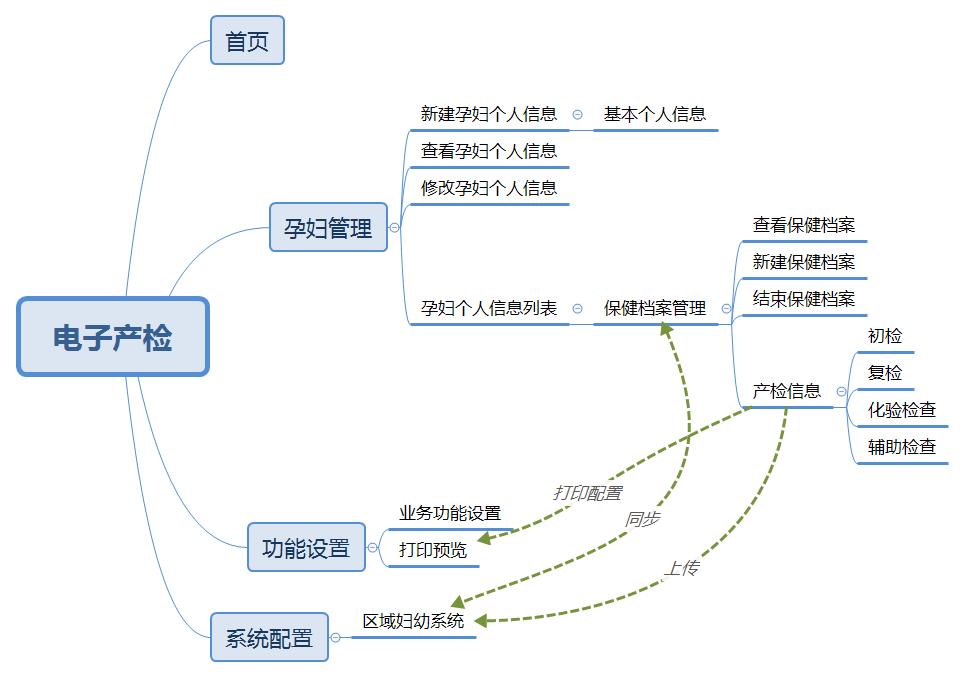 首页
新建孕妇个人信息
基本个人信息
查看孕妇个人信息
修改孕妇个人信息
孕妇管理
查看保健档案
新建保健档案
结束保健档案
孕妇个人信息列表
保健档案管理
电子产检
初检
复检
产检信息
化验检查
辅助检查
打印配置
业务功能设置
同步
功能设置
打印预览
上传
区域妇幼系统
系统配置